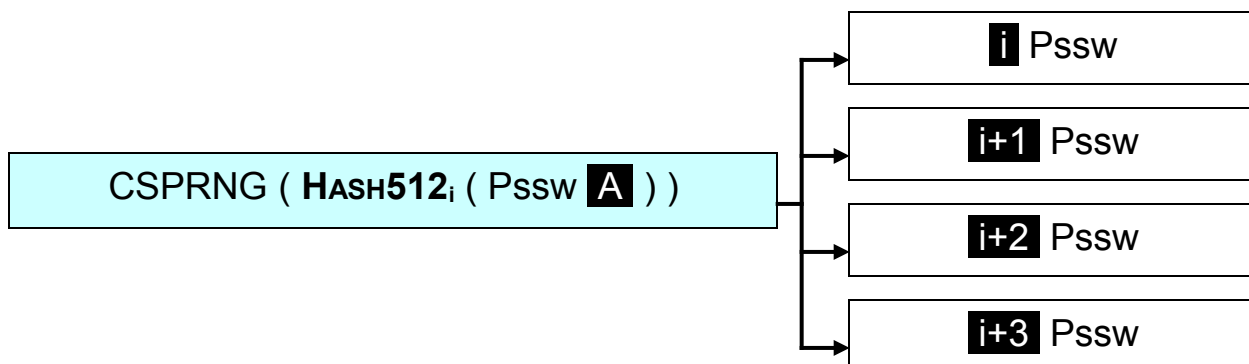 i Pssw
i+1 Pssw
CSPRNG ( HASH512i ( Pssw A ) )
i+2 Pssw
i+3 Pssw